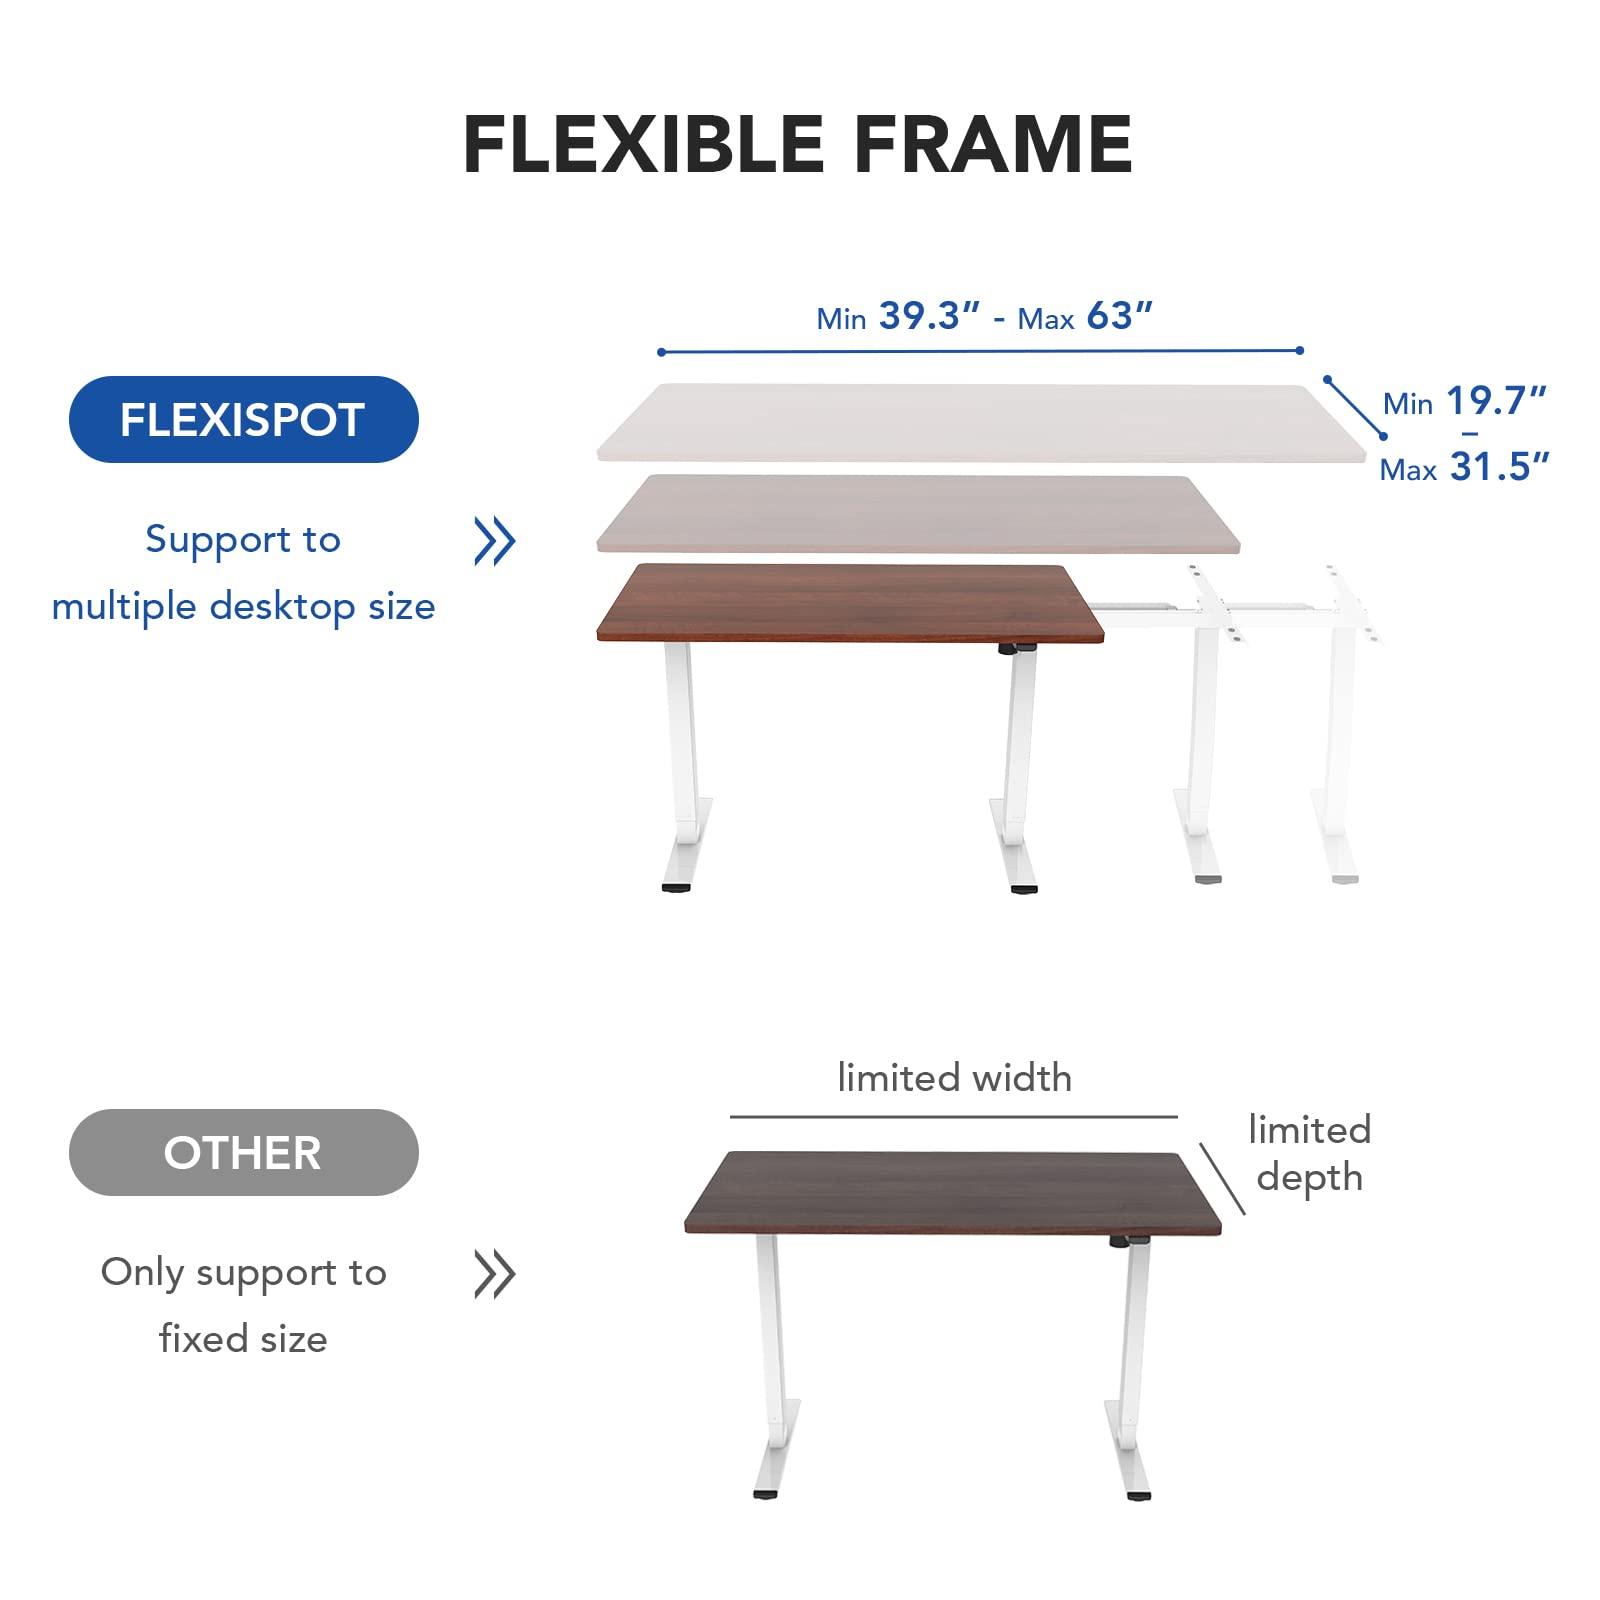 FLEXIBLE FRAME
Min 39.3” - Max 63”
Min 19.7”
–
Max 31.5”
FLEXISPOT
Support to
multiple desktop size
limited width
limited
depth
OTHER
Only support to
fixed size